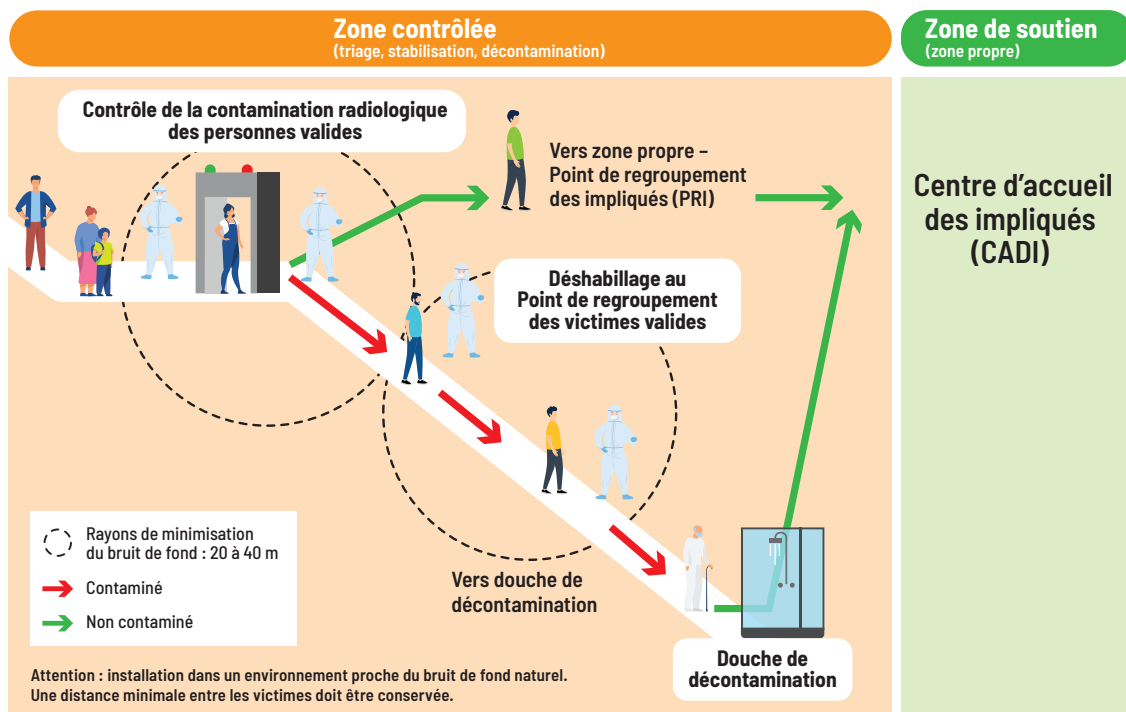 Zone contrôlée
(triage, stabilisation, décontamination)
Zone de soutien
(zone propre)
Contrôle de la contamination radiologique
des personnes valides
Vers zone propre –
Point de regroupement
des impliqués (PRI)
Centre d’accueil
des impliqués
(CADI)
Déshabillage au
Point de regroupement
des victimes valides
Rayons de minimisation
du bruit de fond : 20 à 40 m
Contaminé
Non contaminé
Vers douche de
décontamination
Douche de
décontamination
Attention : installation dans un environnement proche du bruit de fond naturel.
Une distance minimale entre les victimes doit être conservée.